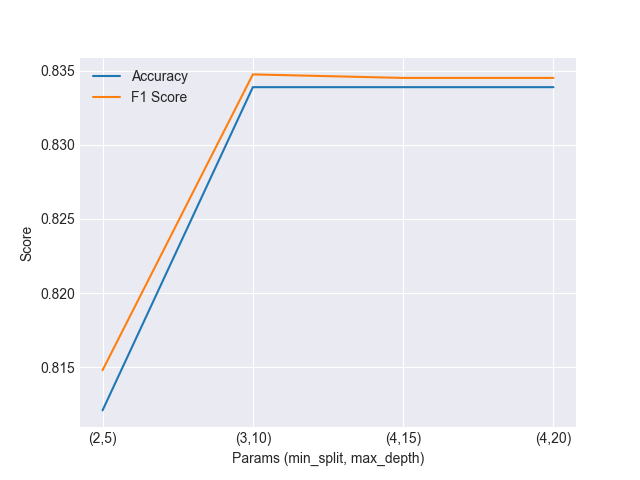 Accuracy
F1 Score
0.835
0.830
0.825
0.820
0.815
Score
(2,5) (3,10) (4,15) (4,20)
Params (min_split, max_depth)